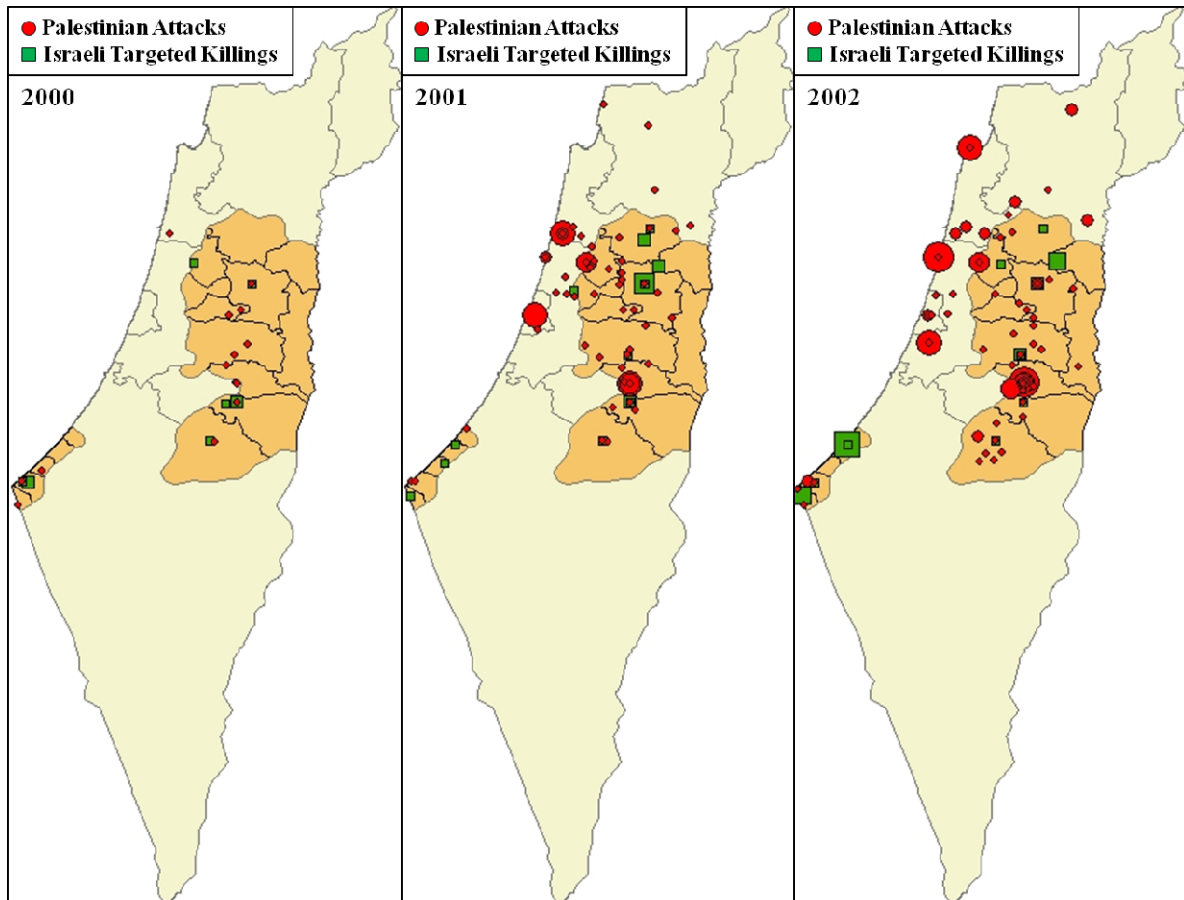 Palestinian Attacks
Israeli Targeted Killings
2000
Palestinian Attacks
Israeli Targeted Killings
2001
Palestinian Attacks
Israeli Targeted Killings
2002